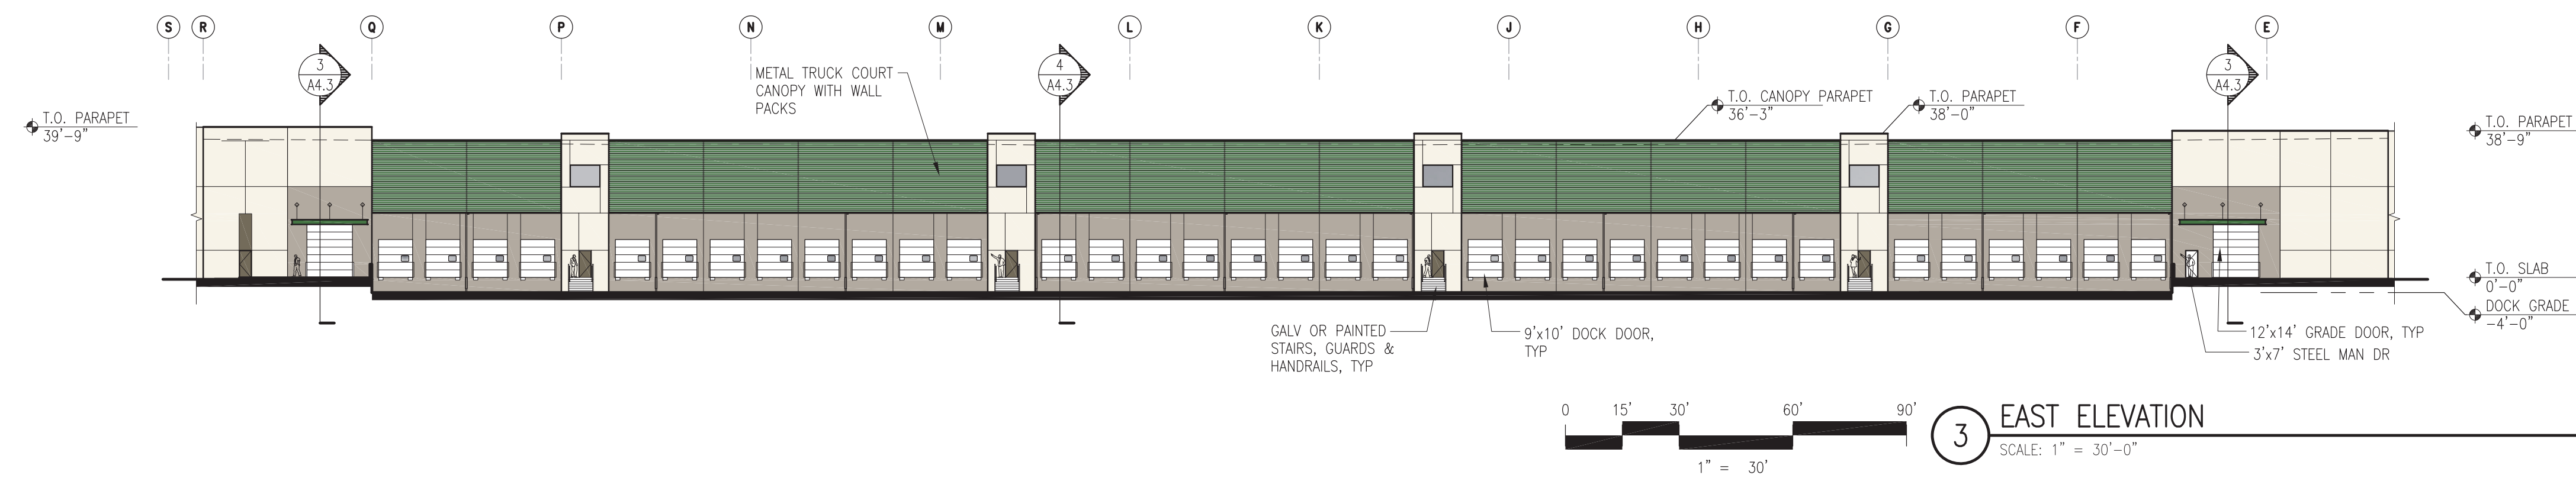 S R Q P N M L K J H G F E
3
A4.3
4
A4.3
3
A4.3
METAL TRUCK COURT
CANOPY WITH WALL
PACKS
T.O. CANOPY PARAPET
36'-3"
T.O. PARAPET
38'-0"
T.O. PARAPET
39'-9"
T.O. PARAPET
38'-9"
T.O. SLAB
0'-0"
DOCK GRADE
-4'-0"
GALV OR PAINTED
STAIRS, GUARDS &
HANDRAILS, TYP
9'x10' DOCK DOOR,
TYP
12'x14' GRADE DOOR, TYP
3'x7' STEEL MAN DR
0 15' 30' 60' 90'
1" = 30'
3
EAST ELEVATION
SCALE: 1" = 30'-0"